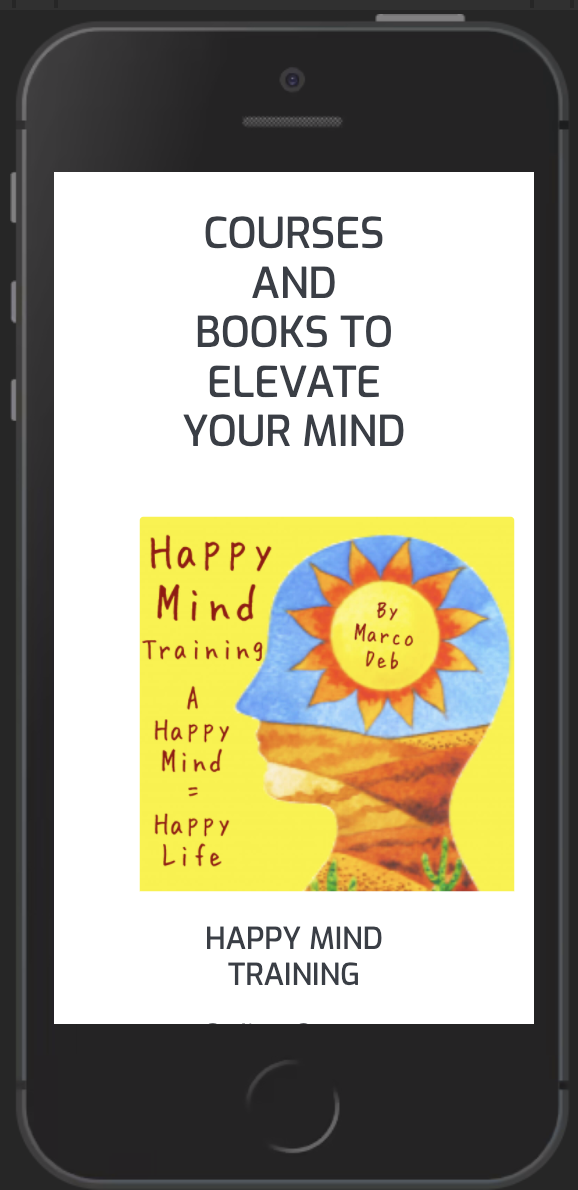 COURSES
AND
BOOKS TO
ELEVATE
YOUR MIND
Happy
Mind
Training
A
Happy
Mind
=
Happy
Life
By
Marco
Deb
HAPPY MIND
TRAINING